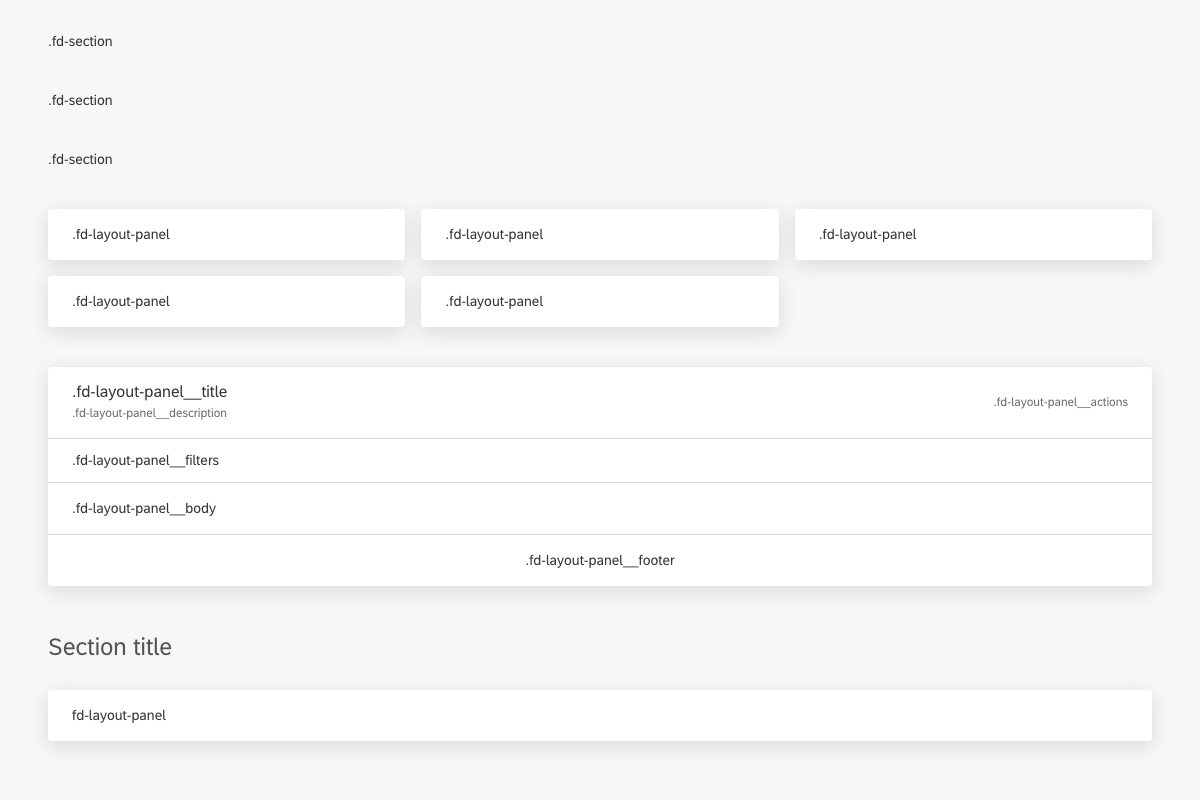 .fd-section
.fd-section
.fd-section
.fd-layout-panel
.fd-layout-panel
.fd-layout-panel
.fd-layout-panel
.fd-layout-panel
.fd-layout-panel__title
.fd-layout-panel__description
.fd-layout-panel__actions
.fd-layout-panel__filters
.fd-layout-panel__body
.fd-layout-panel__footer
Section title
fd-layout-panel